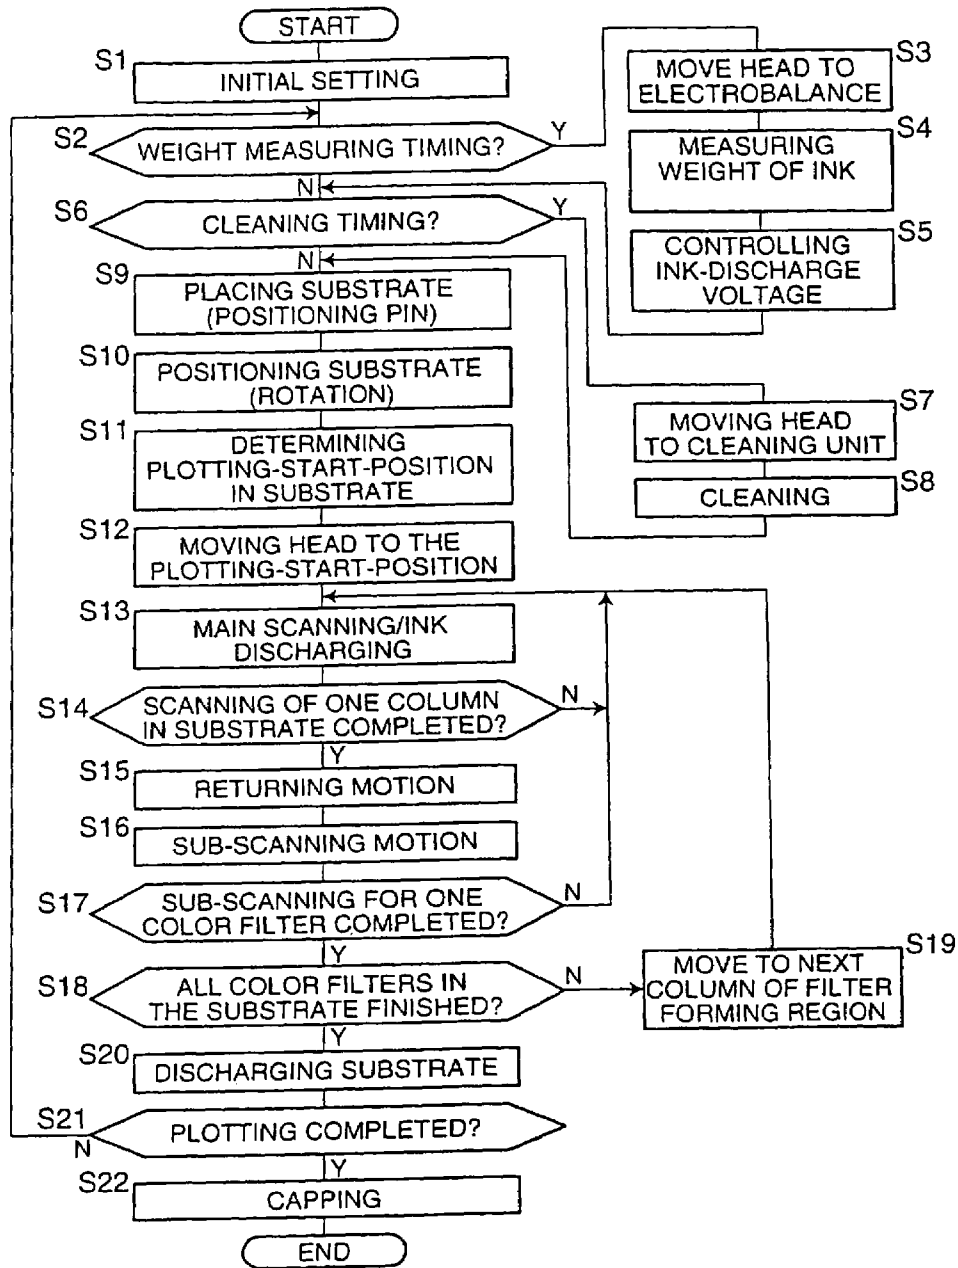 START
S1
INITIAL SETTING
S2
WEIGHT MEASURING TIMING?
Y
N
S3
MOVE HEAD TO
ELECTROBALANCE
S4
MEASURING
WEIGHT OF INK
S5
CONTROLLING
INK-DISCHARGE
VOLTAGE
S6
CLEANING TIMING?
Y
N
S7
MOVING HEAD
TO CLEANING UNIT
S8
CLEANING
S9
PLACING SUBSTRATE
(POSITIONING PIN)
S10
POSITIONING SUBSTRATE
(ROTATION)
S11
DETERMINING
PLOTTING-START-POSITION
IN SUBSTRATE
S12
MOVING HEAD TO THE
PLOTTING-START-POSITION
S13
MAIN SCANNING/INK
DISCHARGING
S14
SCANNING OF ONE COLUMN
IN SUBSTRATE COMPLETED?
N
Y
S15
RETURNING MOTION
S16
SUB-SCANNING MOTION
S17
SUB-SCANNING FOR ONE
COLOR FILTER COMPLETED?
N
Y
S18
ALL COLOR FILTERS IN
THE SUBSTRATE FINISHED?
N
Y
S19
MOVE TO NEXT
COLUMN OF FILTER
FORMING REGION
S20
DISCHARGING SUBSTRATE
S21
PLOTTING COMPLETED?
N
Y
S22
CAPPING
END